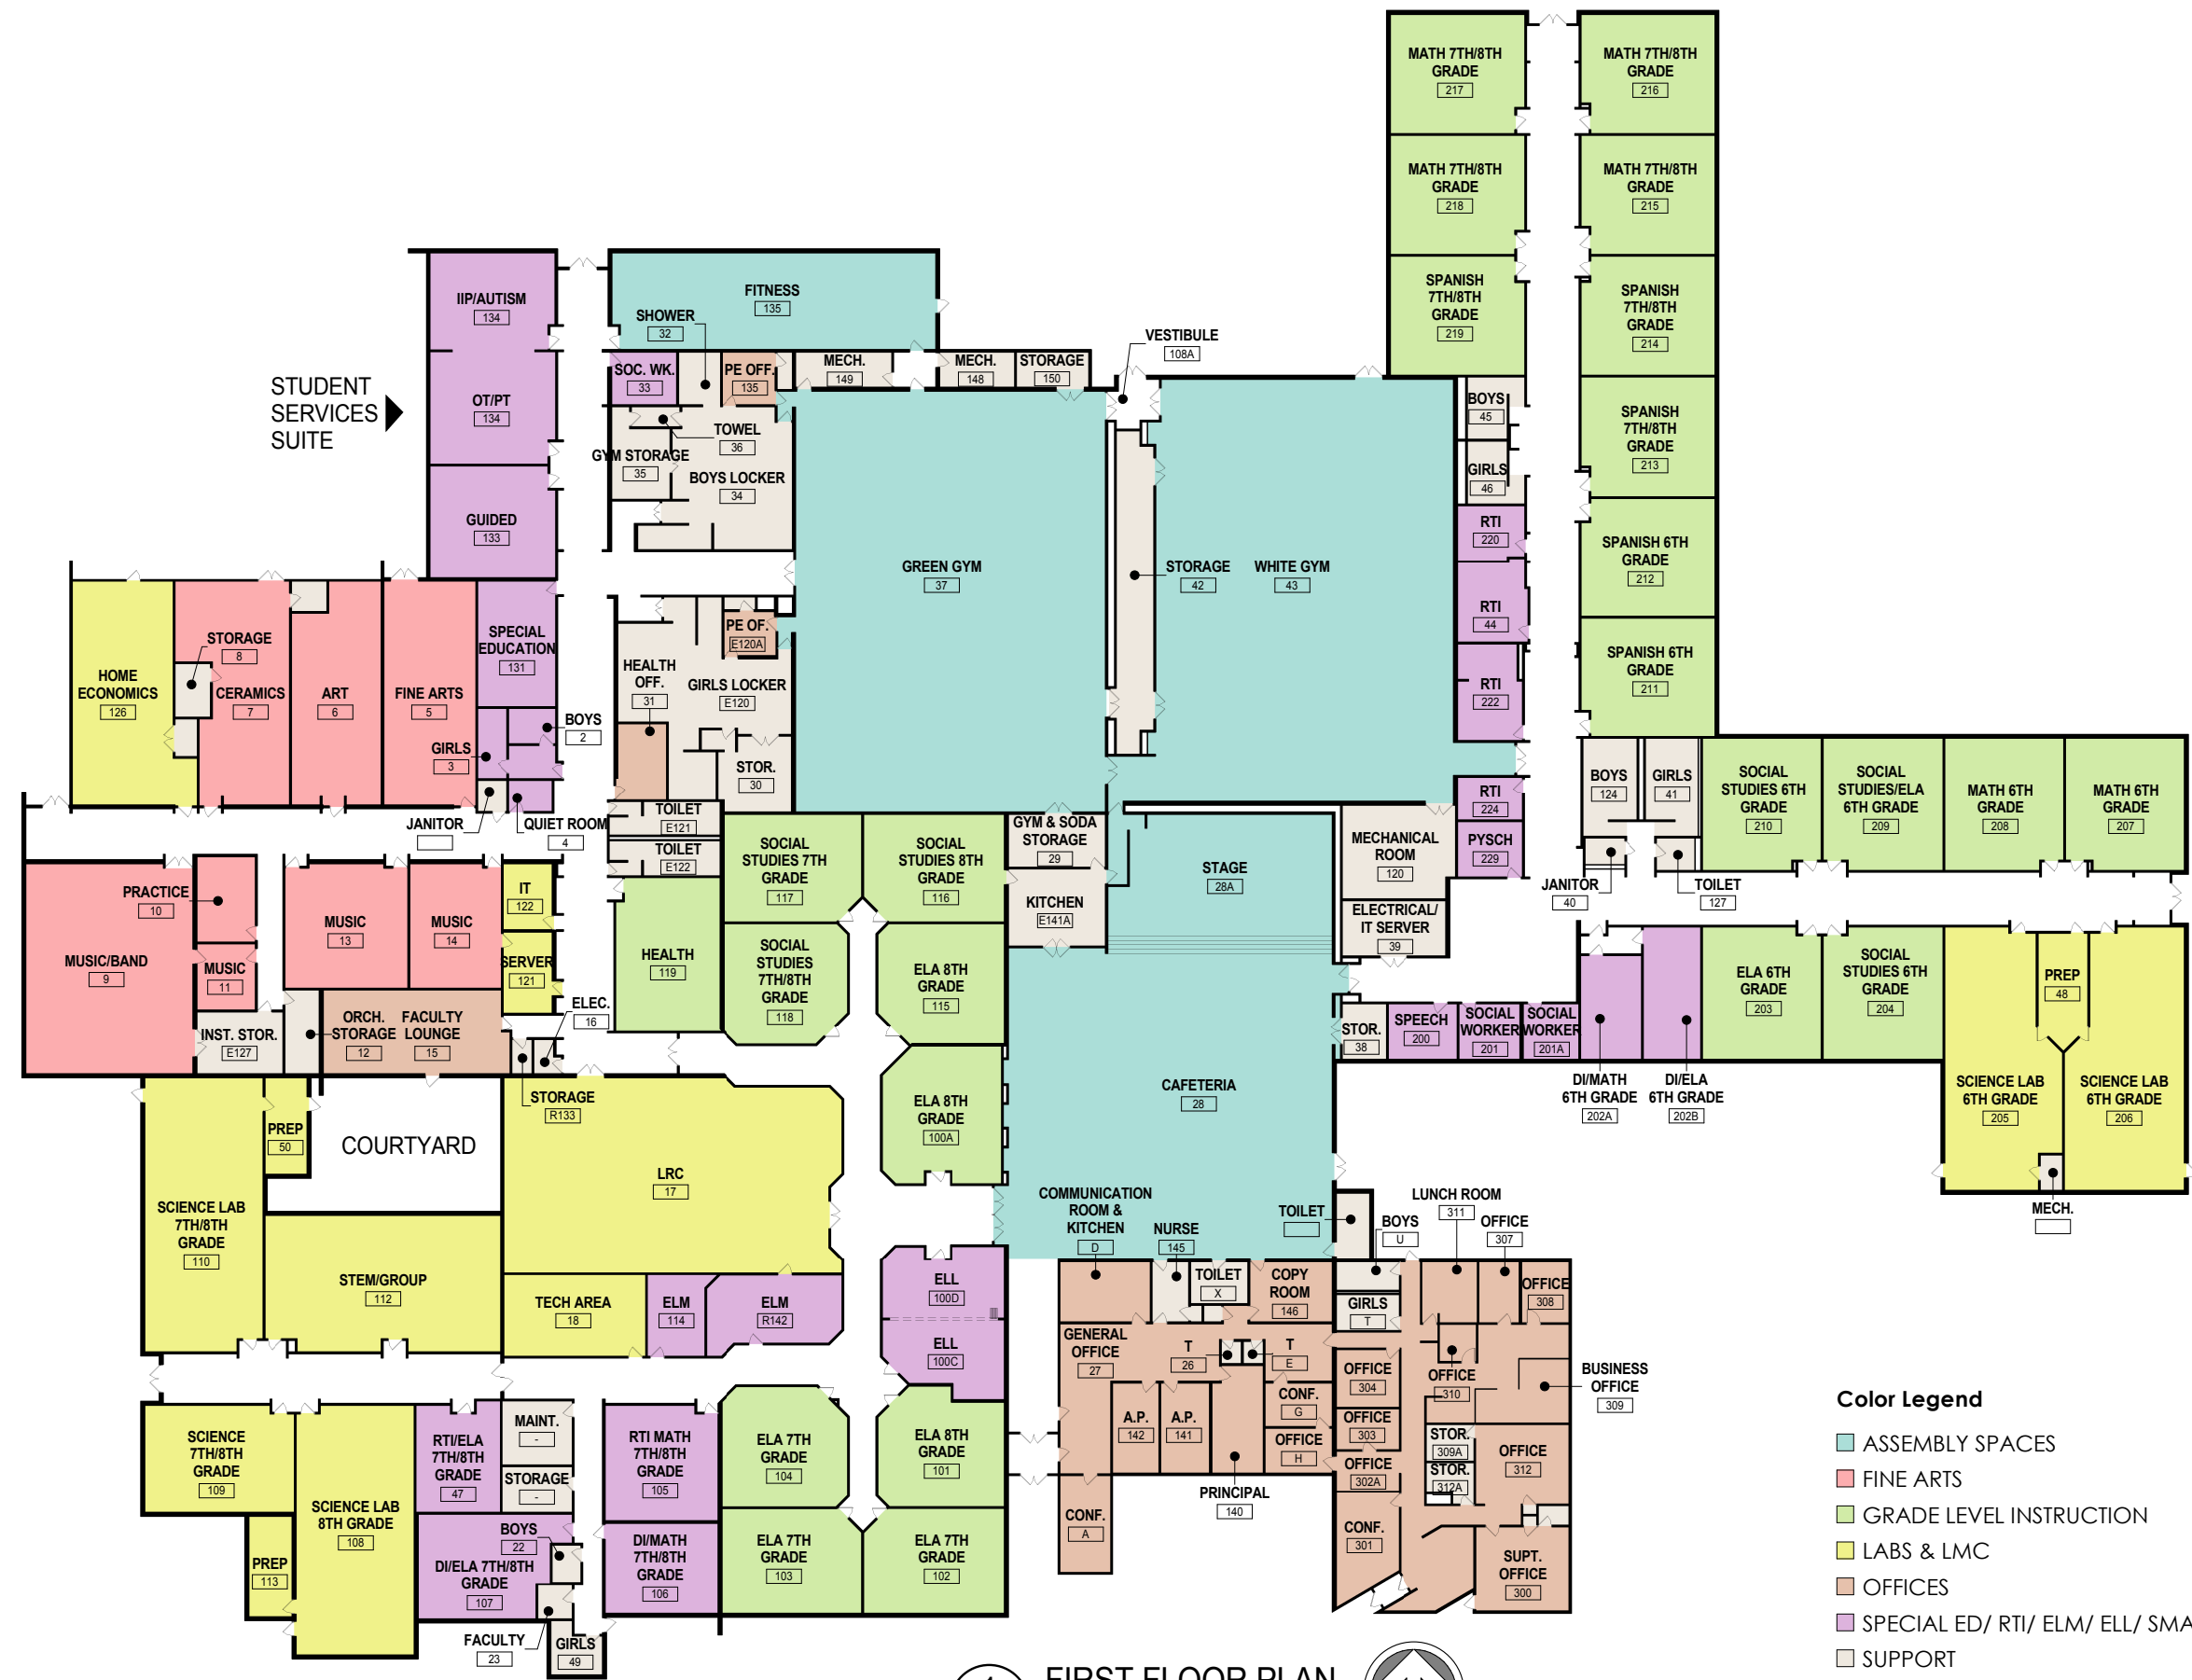 MATH 7TH/8TH
GRADE
217
MATH 7TH/8TH
GRADE
216
MATH 7TH/8TH
GRADE
218
MATH 7TH/8TH
GRADE
215
SPANISH
7TH/8TH
GRADE
219
SPANISH
7TH/8TH
GRADE
214
SPANISH
7TH/8TH
GRADE
213
SPANISH 6TH
GRADE
212
SPANISH 6TH
GRADE
211
IIP/AUTISM
134
OT/PT
134
GUIDED
133
STUDENT
SERVICES
SUITE
FITNESS
135
SHOWER
32
SOC. WK.
33
PE OFF.
135
MECH.
149
MECH.
148
STORAGE
150
VESTIBULE
108A
TOWEL
36
GYM STORAGE
35
BOYS LOCKER
34
GREEN GYM
37
STORAGE
42
WHITE GYM
43
BOYS
45
GIRLS
46
RTI
220
RTI
44
RTI
222
RTI
224
PYSCH
229
HOME
ECONOMICS
126
STORAGE
8
CERAMICS
7
ART
6
FINE ARTS
5
SPECIAL
EDUCATION
131
BOYS
2
GIRLS
3
JANITOR
QUIET ROOM
4
PE OF.
E120A
HEALTH
OFF.
31
GIRLS LOCKER
E120
STOR.
30
TOILET
E121
TOILET
E122
BOYS
124
GIRLS
41
SOCIAL
STUDIES 6TH
GRADE
210
SOCIAL
STUDIES/ELA
6TH GRADE
209
MATH 6TH
GRADE
208
MATH 6TH
GRADE
207
JANITOR
40
TOILET
127
MUSIC/BAND
9
PRACTICE
10
MUSIC
11
INST. STOR.
E127
MUSIC
13
MUSIC
14
IT
122
SERVER
121
ELEC.
16
ORCH.
STORAGE
12
FACULTY
LOUNGE
15
STORAGE
R133
HEALTH
119
SOCIAL
STUDIES 7TH
GRADE
117
SOCIAL
STUDIES 8TH
GRADE
116
SOCIAL
STUDIES
7TH/8TH
GRADE
118
ELA 8TH
GRADE
115
GYM & SODA
STORAGE
29
KITCHEN
E141A
STAGE
28A
MECHANICAL
ROOM
120
ELECTRICAL/
IT SERVER
39
STOR.
38
SPEECH
200
SOCIAL
WORKER
201
SOCIAL
WORKER
201A
DI/MATH
6TH GRADE
202A
DI/ELA
6TH GRADE
202B
ELA 6TH
GRADE
203
SOCIAL
STUDIES 6TH
GRADE
204
PREP
48
SCIENCE LAB
6TH GRADE
205
SCIENCE LAB
6TH GRADE
206
MECH.
PREP
50
COURTYARD
SCIENCE LAB
7TH/8TH
GRADE
110
STEM/GROUP
112
LRC
17
TECH AREA
18
ELM
114
ELM
R142
ELA 8TH
GRADE
100A
CAFETERIA
28
ELL
100D
ELL
100C
COMMUNICATION
ROOM &
KITCHEN
D
NURSE
145
TOILET
X
COPY
ROOM
146
TOILET
BOYS
U
GIRLS
T
LUNCH ROOM
311
OFFICE
307
OFFICE
308
GENERAL
OFFICE
27
T
26
T
E
A.P.
142
A.P.
141
CONF.
G
OFFICE
H
PRINCIPAL
140
CONF.
A
OFFICE
304
OFFICE
303
OFFICE
302A
CONF.
301
OFFICE
310
BUSINESS
OFFICE
309
STOR.
309A
STOR.
312A
OFFICE
312
SUPT.
OFFICE
300
SCIENCE
7TH/8TH
GRADE
109
SCIENCE LAB
8TH GRADE
108
PREP
113
RTI/ELA
7TH/8TH
GRADE
47
MAINT.
-
STORAGE
-
BOYS
22
DI/ELA 7TH/8TH
GRADE
107
FACULTY
23
GIRLS
49
RTI MATH
7TH/8TH
GRADE
105
DI/MATH
7TH/8TH
GRADE
106
ELA 7TH
GRADE
104
ELA 8TH
GRADE
101
ELA 7TH
GRADE
103
ELA 7TH
GRADE
102
Color Legend
ASSEMBLY SPACES
FINE ARTS
GRADE LEVEL INSTRUCTION
LABS & LMC
OFFICES
SPECIAL ED/ RTI/ ELM/ ELL/ SMA
SUPPORT
FIRST FLOOR PLAN